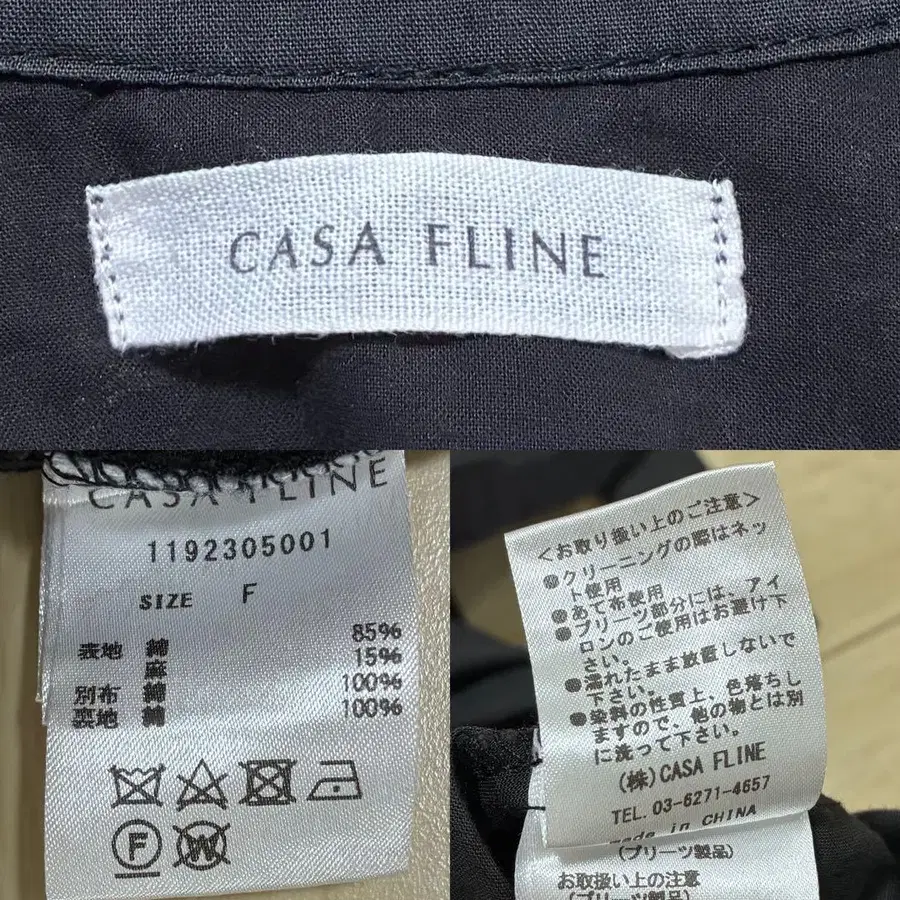 CASA FLINE
CASA FLINE
1192305001
SIZE F
表地 綿 85%
麻 15%
別布 綿 100%
裏地 綿 100%
F
W
<お取り扱い上のご注意>
●クリーニングの際はネッ
ト使用
●あて布使用
●プリーツ部分には、アイ
ロンのご使用はお避け下
さい。
●濡れたまま放置しないで
下さい。
●染料の性質上、色落ちし
ますので、他の物とは別
に洗って下さい。
(株)CASA FLINE
TEL. 03-6271-4657
made in CHINA
(プリーツ製品)
お取扱い上の注意
(プリーツ製品)